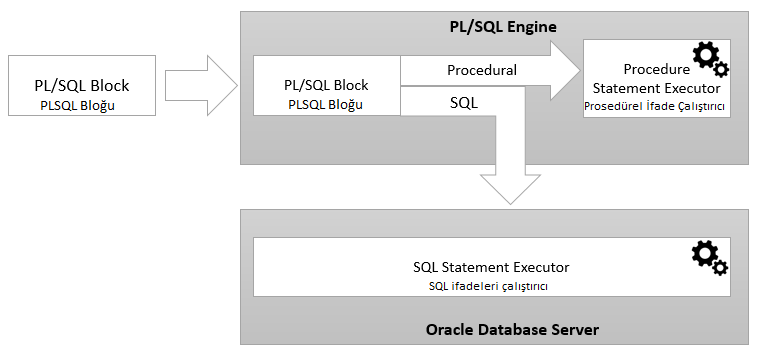 PL/SQL Engine
PL/SQL Block
PLSQL Bloğu
PL/SQL Block
PLSQL Bloğu
Procedural
SQL
Procedure
Statement Executor
Prosedürel İfade Çalıştırıcı
SQL Statement Executor
SQL ifadeleri çalıştırıcı
Oracle Database Server